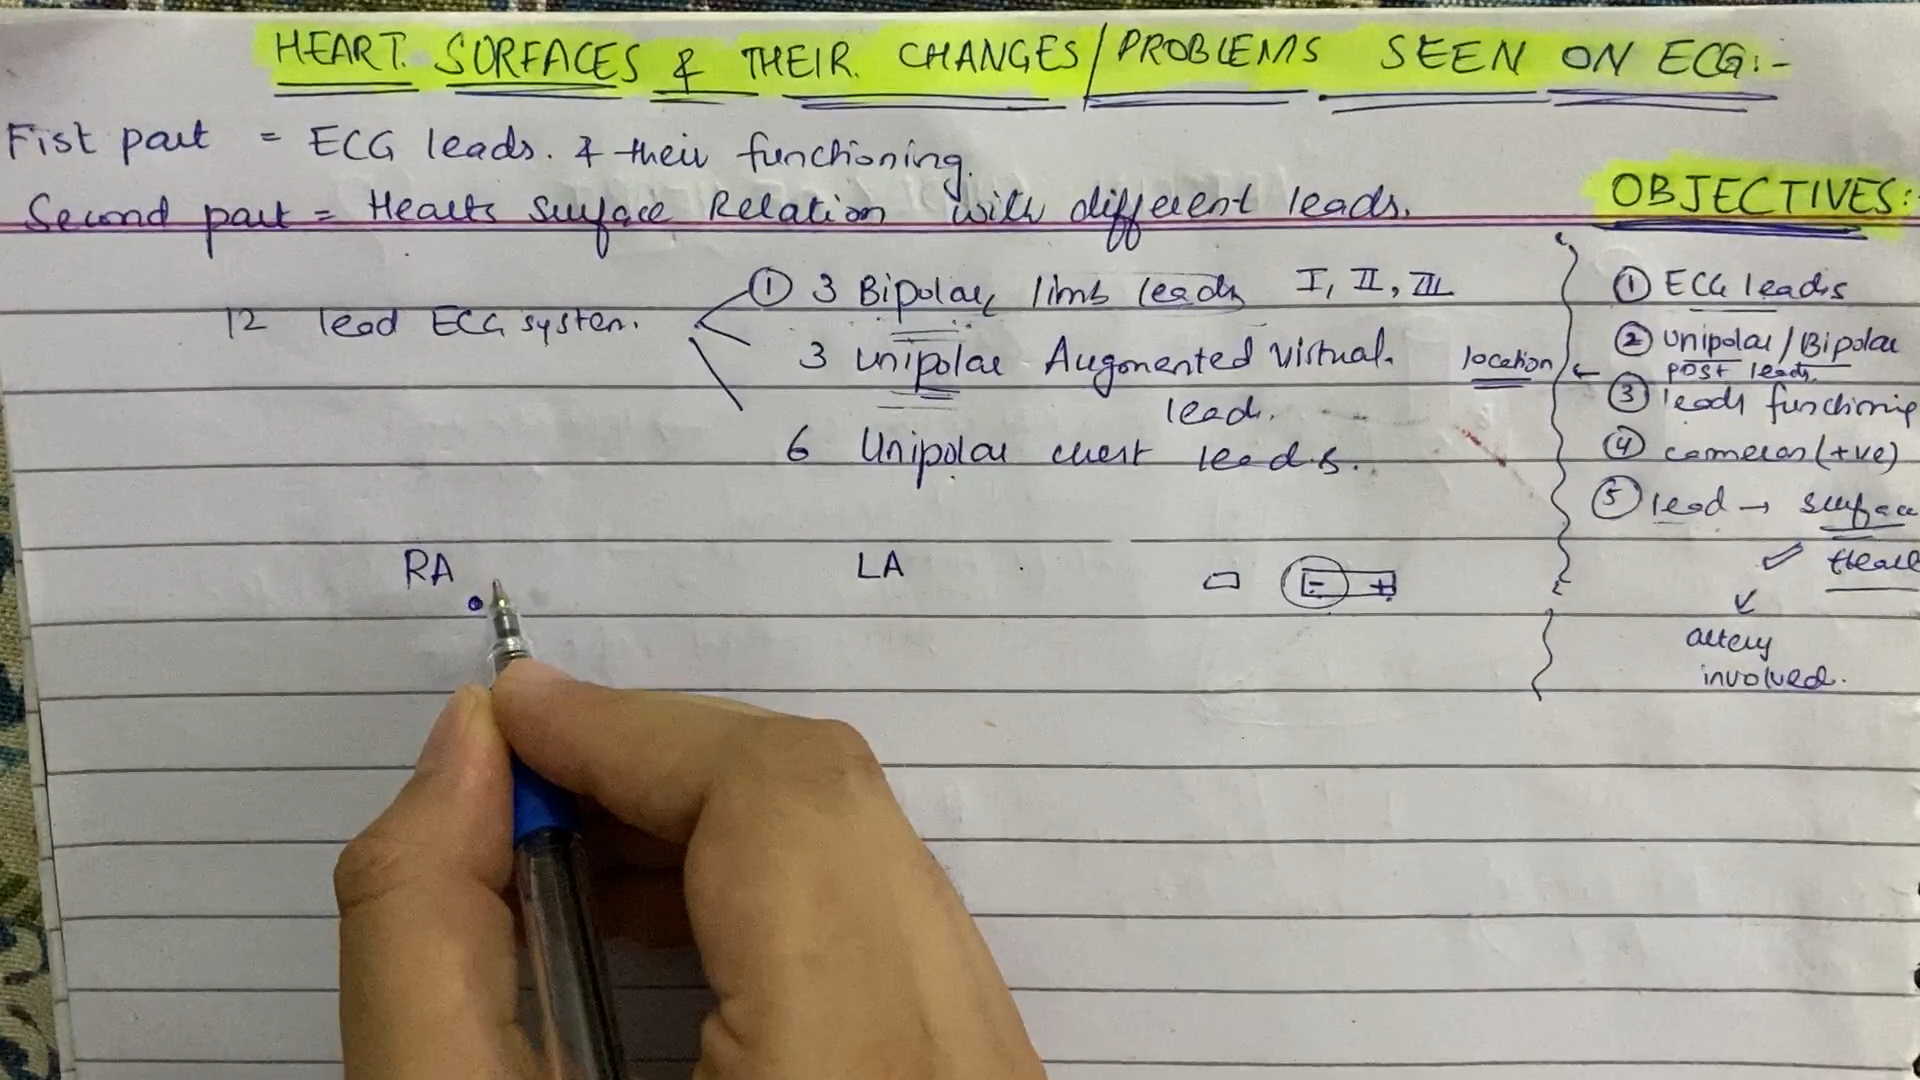 HEART SURFACES & THEIR CHANGES/PROBLEMS SEEN ON ECG:-
Fist part = ECG leads. & their functioning.
Second part = Hearts surface Relation with different leads.
12 lead ECG system.
① 3 Bipolar limb leads I, II, III
3 unipolar Augmented virtual.
lead.
6 Unipolar chest leads.
location
OBJECTIVES:-
① ECG leads
② unipolar/Bipolar
post leads.
③ leads functioning
④ cameras (+ve)
⑤ lead → surface
Heart
artery
involved.
RA
LA
- +